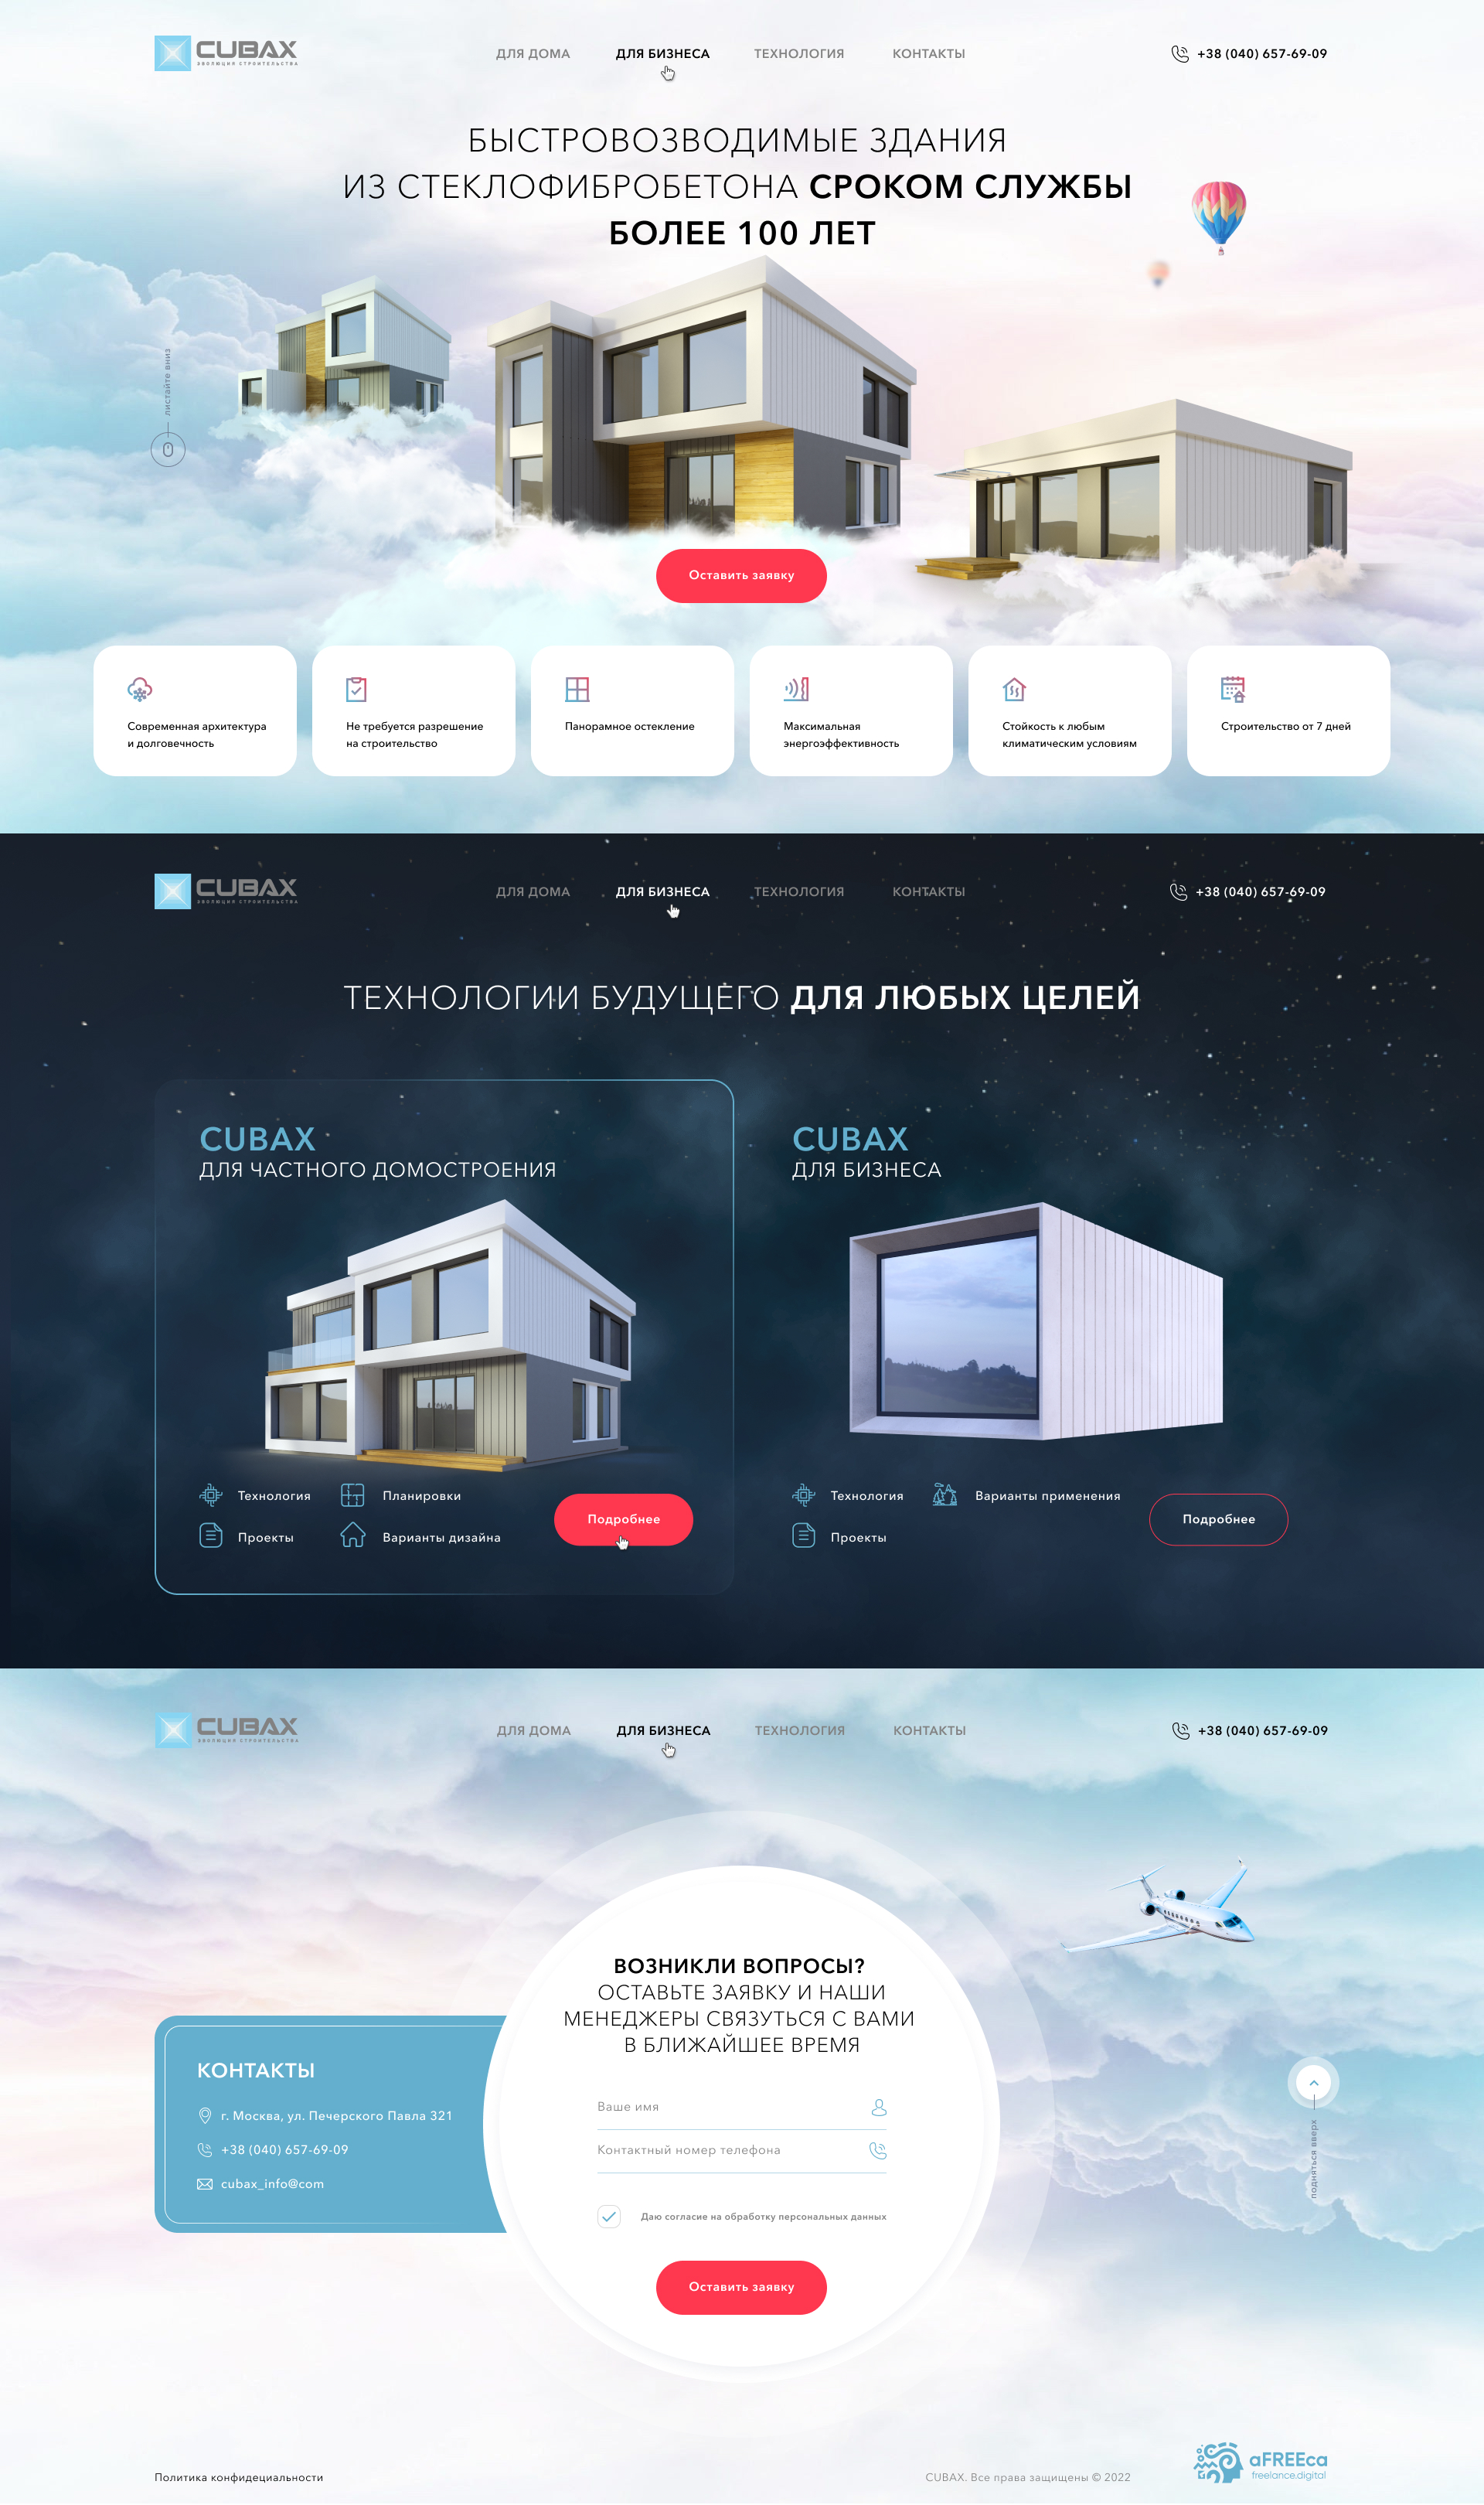 CUBAX
ЭВОЛЮЦИЯ СТРОИТЕЛЬСТВА
ДЛЯ ДОМА
ДЛЯ БИЗНЕСА
ТЕХНОЛОГИЯ
КОНТАКТЫ
+38 (040) 657-69-09
БЫСТРОВОЗВОДИМЫЕ ЗДАНИЯ
ИЗ СТЕКЛОФИБРОБЕТОНА СРОКОМ СЛУЖБЫ
БОЛЕЕ 100 ЛЕТ
листайте вниз
Оставить заявку
Современная архитектура
и долговечность
Не требуется разрешение
на строительство
Панорамное остекление
Максимальная
энергоэффективность
Стойкость к любым
климатическим условиям
Строительство от 7 дней
CUBAX
ЭВОЛЮЦИЯ СТРОИТЕЛЬСТВА
ДЛЯ ДОМА
ДЛЯ БИЗНЕСА
ТЕХНОЛОГИЯ
КОНТАКТЫ
+38 (040) 657-69-09
ТЕХНОЛОГИИ БУДУЩЕГО ДЛЯ ЛЮБЫХ ЦЕЛЕЙ
CUBAX
ДЛЯ ЧАСТНОГО ДОМОСТРОЕНИЯ
Технология
Планировки
Проекты
Варианты дизайна
Подробнее
CUBAX
ДЛЯ БИЗНЕСА
Технология
Варианты применения
Проекты
Подробнее
CUBAX
ЭВОЛЮЦИЯ СТРОИТЕЛЬСТВА
ДЛЯ ДОМА
ДЛЯ БИЗНЕСА
ТЕХНОЛОГИЯ
КОНТАКТЫ
+38 (040) 657-69-09
КОНТАКТЫ
г. Москва, ул. Печерского Павла 321
+38 (040) 657-69-09
cubax_info@com
ВОЗНИКЛИ ВОПРОСЫ?
ОСТАВЬТЕ ЗАЯВКУ И НАШИ
МЕНЕДЖЕРЫ СВЯЗУТЬСЯ С ВАМИ
В БЛИЖАЙШЕЕ ВРЕМЯ
Ваше имя
Контактный номер телефона
Даю согласие на обработку персональных данных
Оставить заявку
подняться вверх
Политика конфидециальности
CUBAX. Все права защищены © 2022
aFREEca
freelance.digital